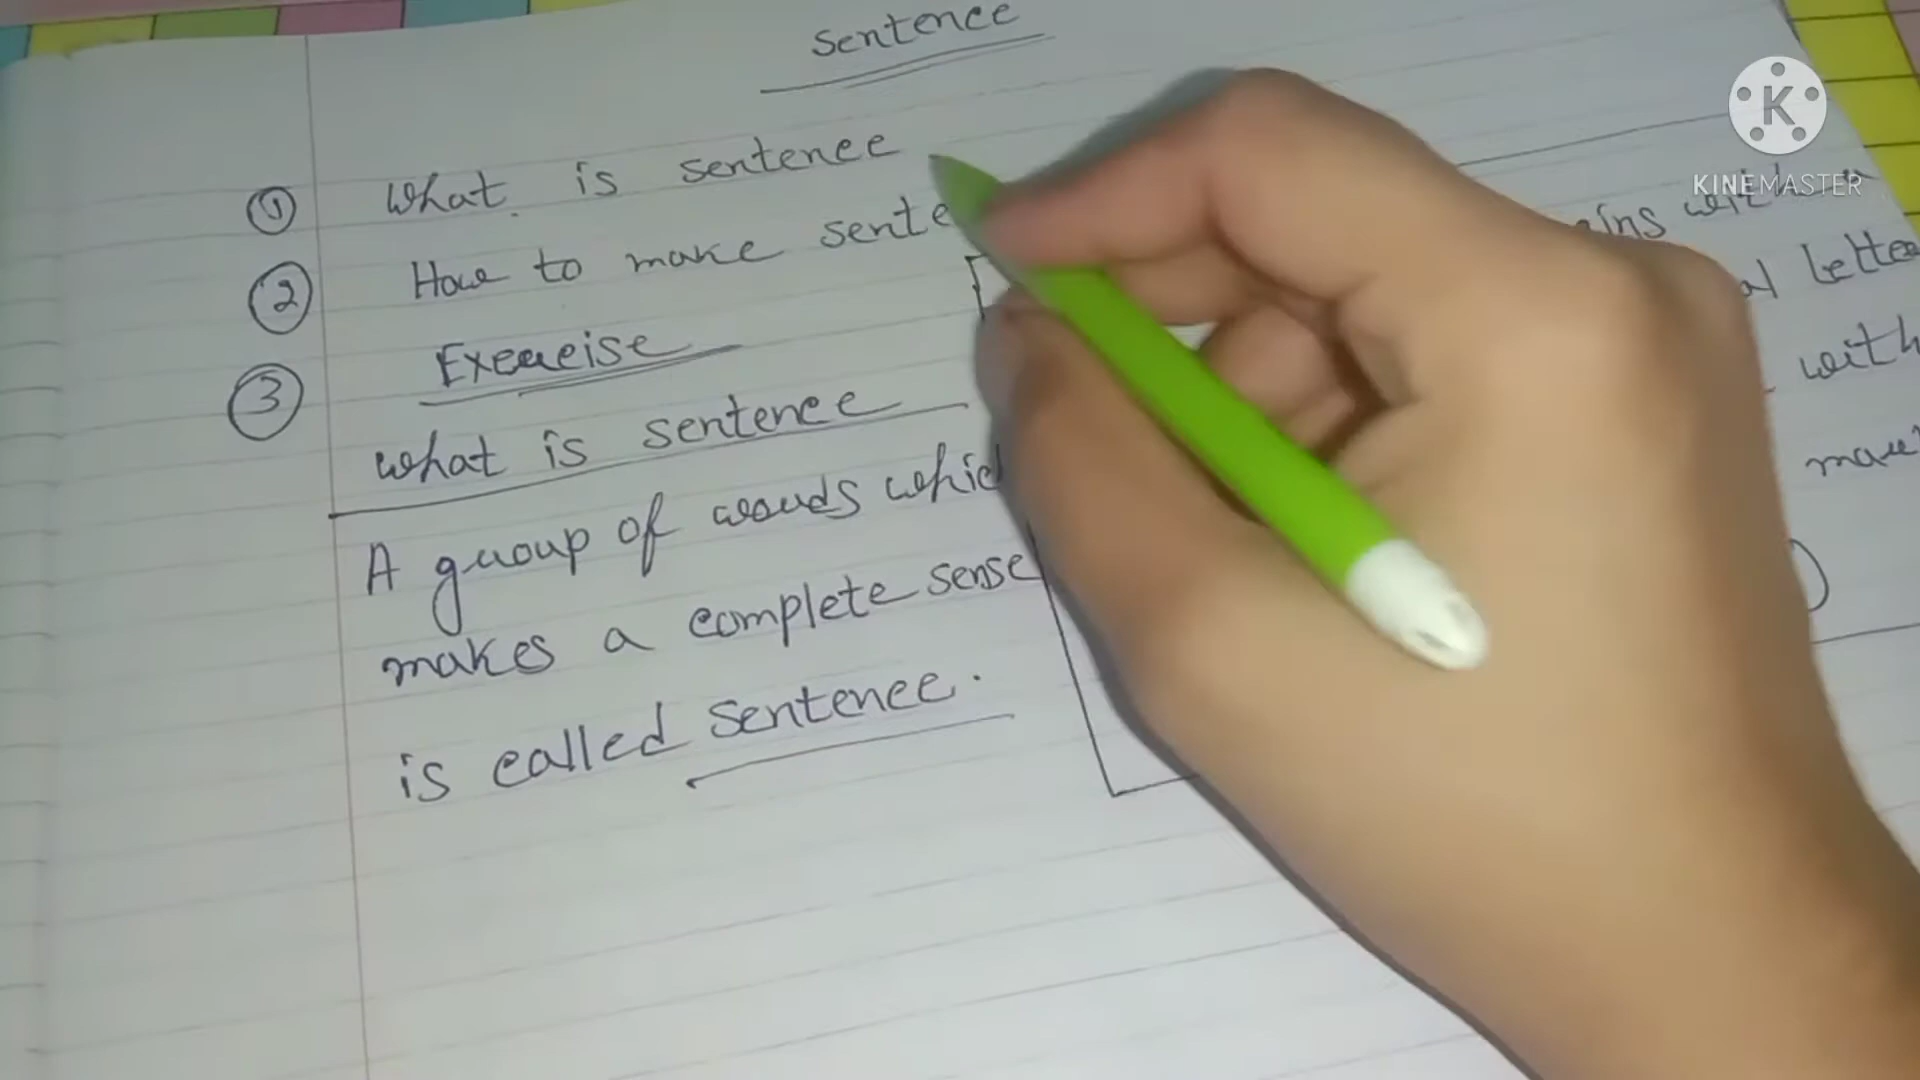 Sentence
① What is sentence
② How to make sente
③ Exercise
what is sentence
A group of words which
makes a complete sense
is called sentence.
letter
with
KINEMASTER